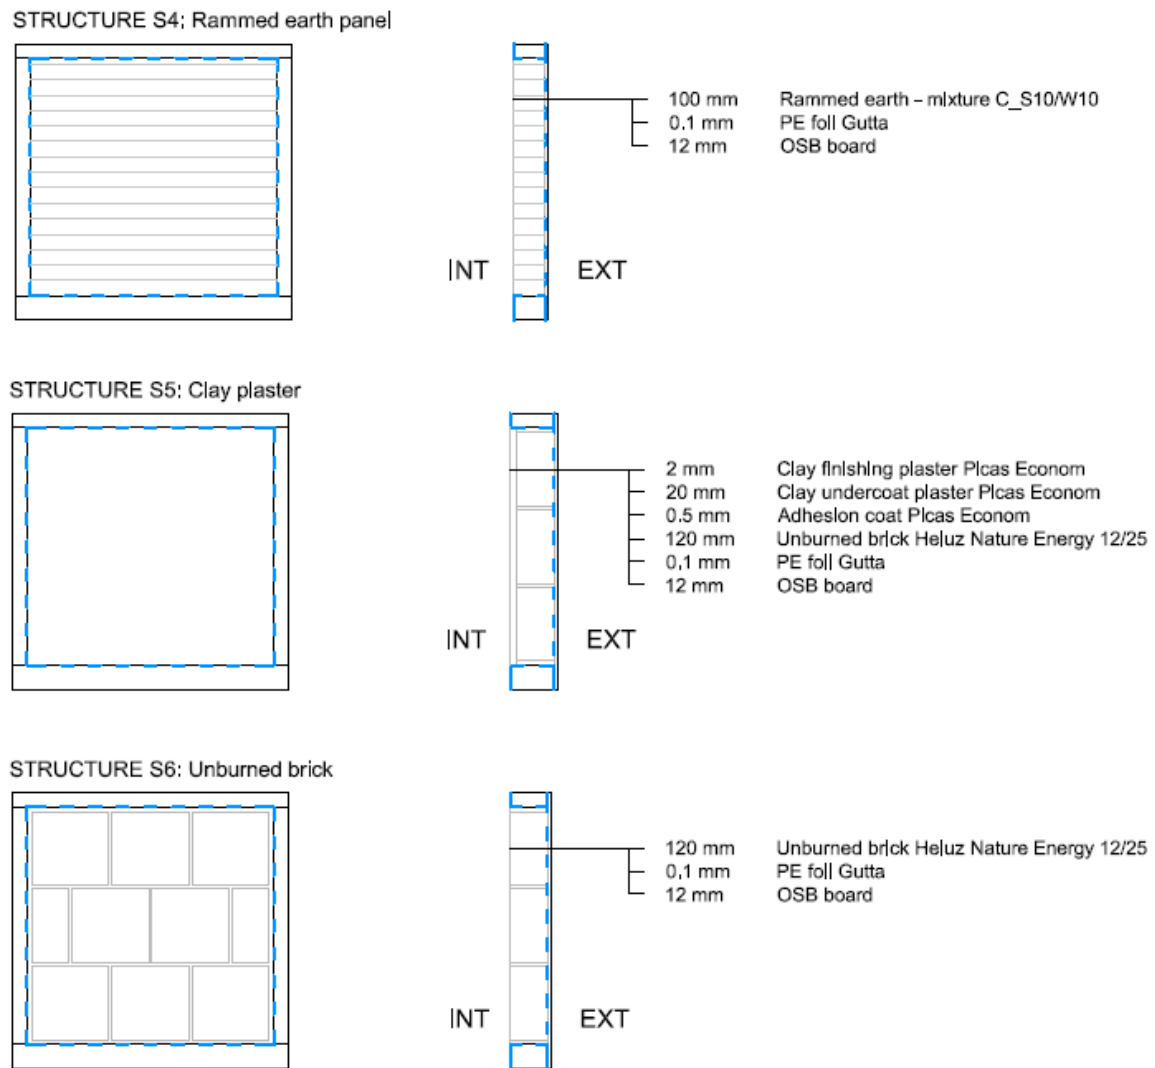 STRUCTURE S4: Rammed earth panel
100 mm Rammed earth – mixture C_S10/W10
0.1 mm PE foil Gutta
12 mm OSB board
INT EXT
STRUCTURE S5: Clay plaster
2 mm Clay finishing plaster Picas Econom
20 mm Clay undercoat plaster Picas Econom
0.5 mm Adhesion coat Picas Econom
120 mm Unburned brick Heluz Nature Energy 12/25
0,1 mm PE foil Gutta
12 mm OSB board
INT EXT
STRUCTURE S6: Unburned brick
120 mm Unburned brick Heluz Nature Energy 12/25
0,1 mm PE foil Gutta
12 mm OSB board
INT EXT